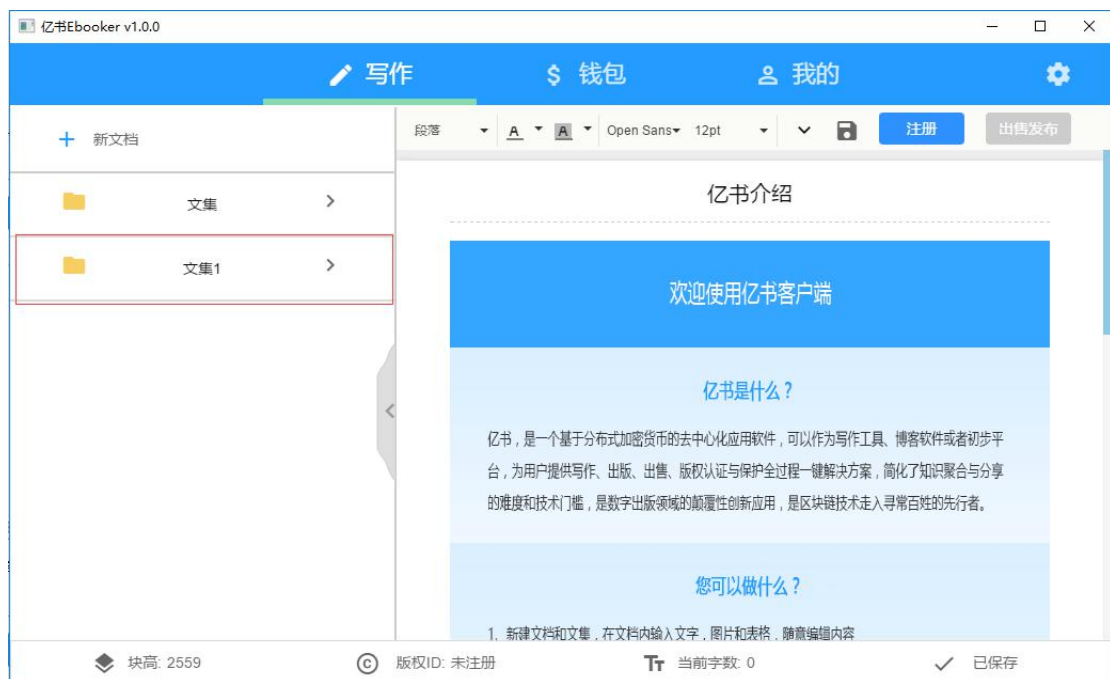 亿书Ebooker v1.0.0
写作 $ 钱包 我的
+ 新文档
段落 A A Open Sans 12pt 注册 出售发布
文集
文集1
亿书介绍
欢迎使用亿书客户端
亿书是什么？
亿书，是一个基于分布式加密货币的去中心化应用软件，可以作为写作工具、博客软件或者初步平
台，为用户提供写作、出版、出售、版权认证与保护全过程一键解决方案，简化了知识聚合与分享
的难度和技术门槛，是数字出版领域的颠覆性创新应用，是区块链技术走入寻常百姓的先行者。
您可以做什么？
1、新建文档和文集，在文档内输入文字，图片和表格，随意编辑内容
块高: 2559 © 版权ID: 未注册 TT 当前字数: 0 已保存